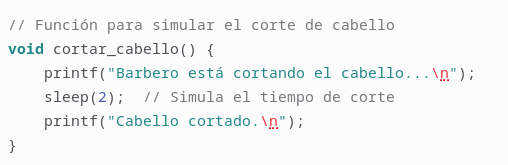 // Función para simular el corte de cabello
void cortar_cabello() {
    printf("Barbero está cortando el cabello...\n");
    sleep(2);  // Simula el tiempo de corte
    printf("Cabello cortado.\n");
}